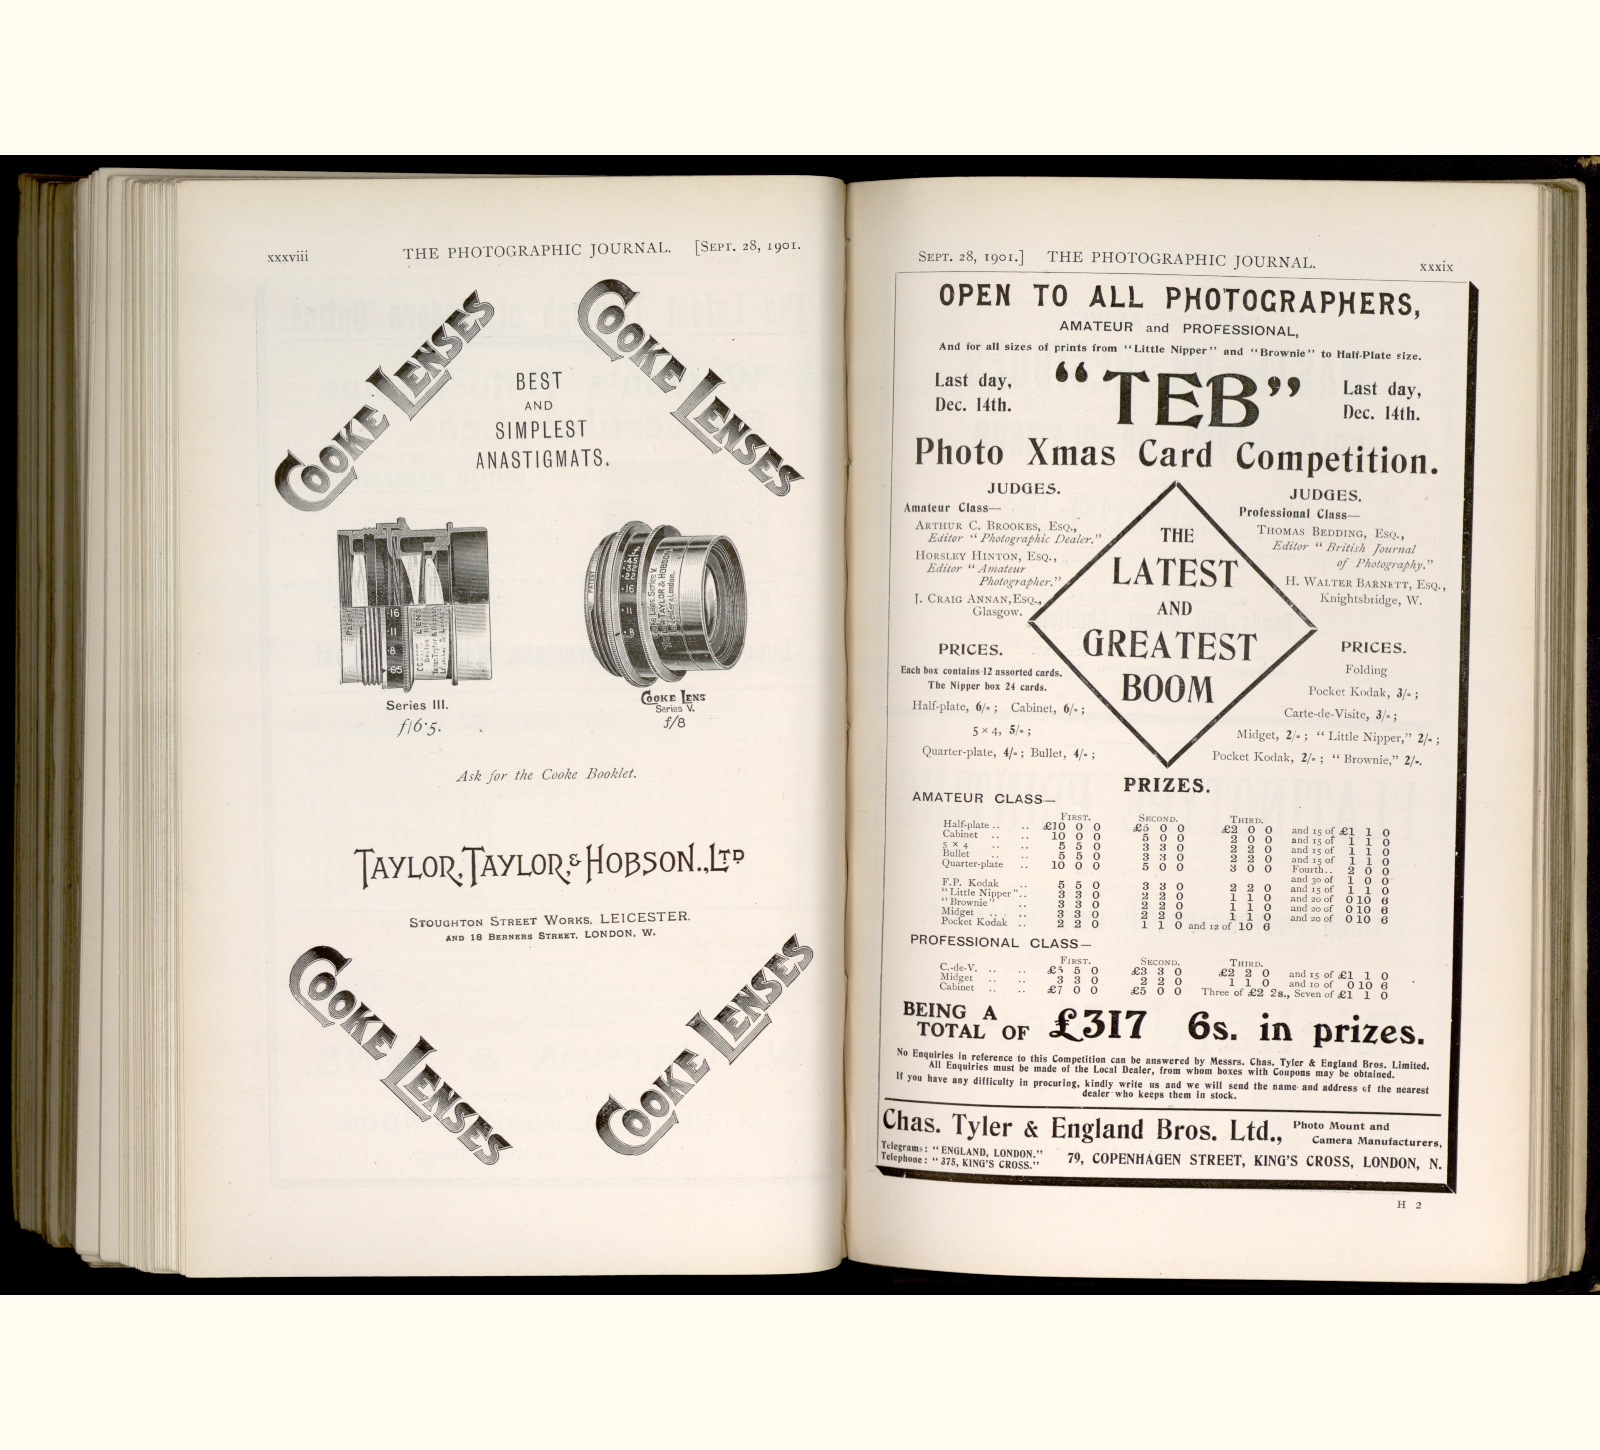 xxxviii THE PHOTOGRAPHIC JOURNAL. [SEPT. 28, 1901.
COOKE LENSES
COOKE LENSES
BEST
AND
SIMPLEST
ANASTIGMATS.
PATENT
·16
·11
·8
·65
Series III.
f/6·5.
PATENT
·16
·11
·8
Cooke Lens Series V.
TAYLOR & HOBSON
COOKE LENS
Series V.
f/8
Ask for the Cooke Booklet.
TAYLOR, TAYLOR, & HOBSON., LTD
STOUGHTON STREET WORKS, LEICESTER.
AND 18 BERNERS STREET, LONDON, W.
COOKE LENSES
COOKE LENSES
SEPT. 28, 1901.] THE PHOTOGRAPHIC JOURNAL. xxxix
OPEN TO ALL PHOTOGRAPHERS,
AMATEUR and PROFESSIONAL,
And for all sizes of prints from "Little Nipper" and "Brownie" to Half-Plate size.
Last day,
Dec. 14th.
"TEB"
Last day,
Dec. 14th.
Photo Xmas Card Competition.
JUDGES.
Amateur Class—
ARTHUR C. BROOKES, ESQ.,
Editor "Photographic Dealer."
HORSLEY HINTON, ESQ.,
Editor "Amateur
Photographer."
J. CRAIG ANNAN, ESQ.,
Glasgow.
THE
LATEST
AND
GREATEST
BOOM
JUDGES.
Professional Class—
THOMAS BEDDING, ESQ.,
Editor "British Journal
of Photography."
H. WALTER BARNETT, ESQ.,
Knightsbridge, W.
PRICES.
Each box contains 12 assorted cards.
The Nipper box 24 cards.
Half-plate, 6/-; Cabinet, 6/-;
5 × 4, 5/-;
Quarter-plate, 4/-; Bullet, 4/-;
PRICES.
Folding
Pocket Kodak, 3/-;
Carte-de-Visite, 3/-;
Midget, 2/-; "Little Nipper," 2/-;
Pocket Kodak, 2/-; "Brownie," 2/-.
PRIZES.
AMATEUR CLASS—
FIRST. SECOND. THIRD.
Half-plate .. .. £10 0 0 £5 0 0 £2 0 0 and 15 of £1 1 0
Cabinet .. .. 10 0 0 5 0 0 2 0 0 and 15 of 1 1 0
5 × 4 .. .. 5 5 0 3 3 0 2 2 0 and 15 of 1 1 0
Bullet .. .. 5 5 0 3 3 0 2 2 0 and 15 of 1 1 0
Quarter-plate .. 10 0 0 5 0 0 3 0 0 Fourth .. 2 0 0
and 30 of 1 0 0
F.P. Kodak .. 5 5 0 3 3 0 2 2 0 and 15 of 1 1 0
"Little Nipper" .. 3 3 0 2 2 0 1 1 0 and 20 of 0 10 6
"Brownie" .. 3 3 0 2 2 0 1 1 0 and 20 of 0 10 6
Midget .. .. 3 3 0 2 2 0 1 1 0 and 20 of 0 10 6
Pocket Kodak .. 2 2 0 1 1 0 and 12 of 10 6
PROFESSIONAL CLASS—
FIRST. SECOND. THIRD.
C.-de-V. .. .. £5 5 0 £3 3 0 £2 2 0 and 15 of £1 1 0
Midget .. .. 3 3 0 2 2 0 1 1 0 and 10 of 0 10 6
Cabinet .. .. £7 0 0 £5 0 0 Three of £2 2s., Seven of £1 1 0
BEING A
TOTAL OF £317 6s. in prizes.
No Enquiries in reference to this Competition can be answered by Messrs. Chas. Tyler & England Bros. Limited.
All Enquiries must be made of the Local Dealer, from whom boxes with Coupons may be obtained.
If you have any difficulty in procuring, kindly write us and we will send the name and address of the nearest
dealer who keeps them in stock.
Chas. Tyler & England Bros. Ltd., Photo Mount and
Camera Manufacturers,
Telegrams: "ENGLAND, LONDON."
Telephone: "375, KING'S CROSS."
79, COPENHAGEN STREET, KING'S CROSS, LONDON, N.
H 2